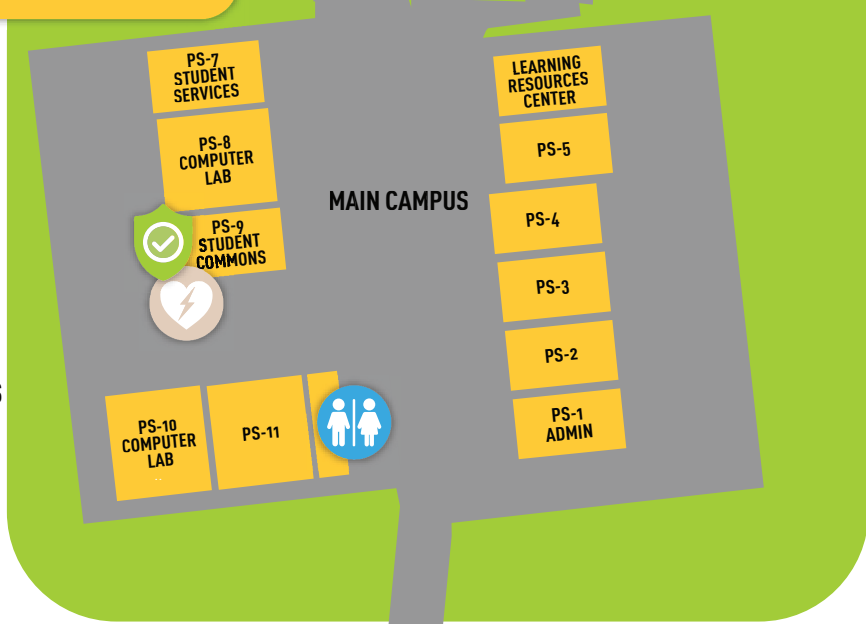 PS-7
STUDENT
SERVICES
PS-8
COMPUTER
LAB
PS-9
STUDENT
COMMONS
MAIN CAMPUS
LEARNING
RESOURCES
CENTER
PS-5
PS-4
PS-3
PS-2
PS-1
ADMIN
PS-10
COMPUTER
LAB
PS-11